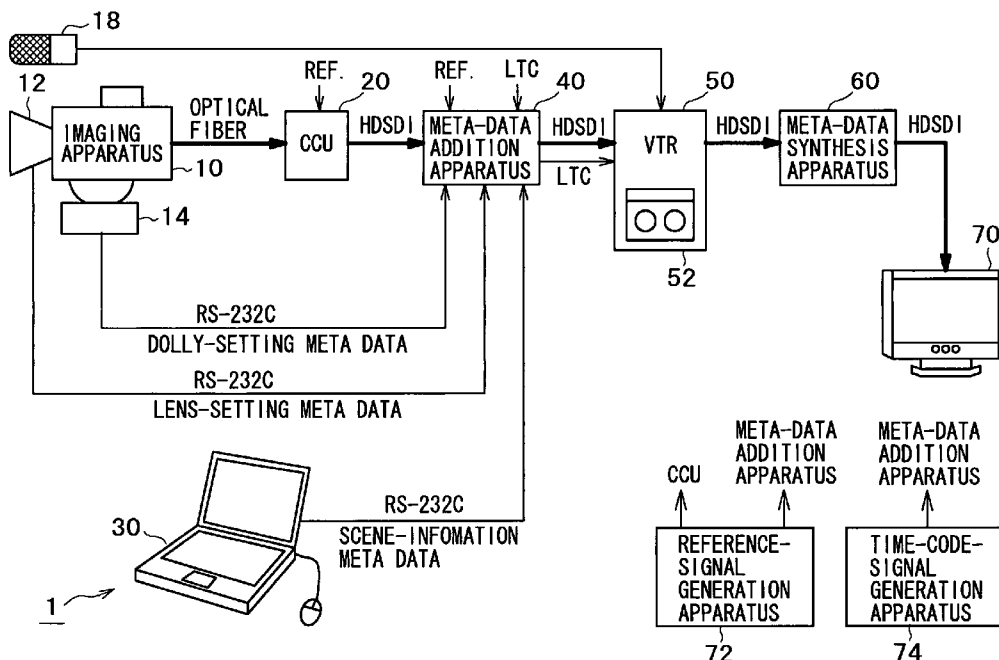 18
12
IMAGING
APPARATUS
10
14
OPTICAL
FIBER
REF.
20
CCU
HDSDI
REF.
LTC
40
META-DATA
ADDITION
APPARATUS
HDSDI
LTC
50
VTR
52
HDSDI
60
META-DATA
SYNTHESIS
APPARATUS
HDSDI
70
RS-232C
DOLLY-SETTING META DATA
RS-232C
LENS-SETTING META DATA
RS-232C
SCENE-INFOMATION
META DATA
30
1
CCU
META-DATA
ADDITION
APPARATUS
REFERENCE-
SIGNAL
GENERATION
APPARATUS
72
META-DATA
ADDITION
APPARATUS
TIME-CODE-
SIGNAL
GENERATION
APPARATUS
74